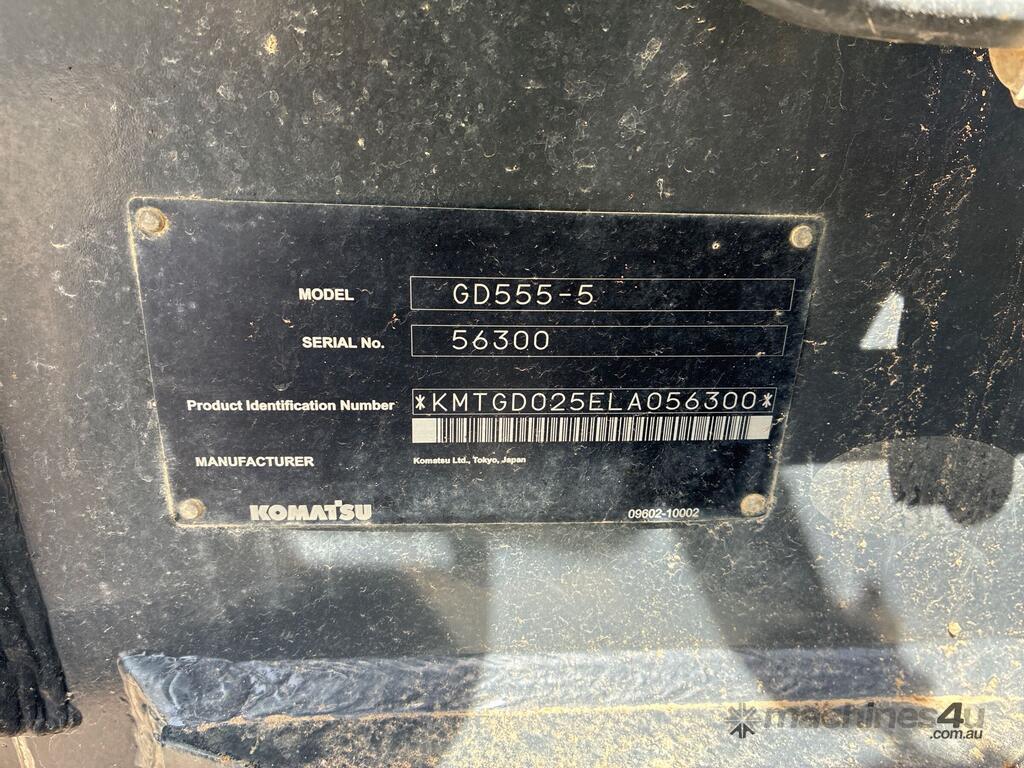 MODEL GD555-5
SERIAL No. 56300
Product Identification Number *KMTGD025ELA056300*
MANUFACTURER Komatsu Ltd., Tokyo, Japan
KOMATSU 09602-10002
machines4u
.com.au